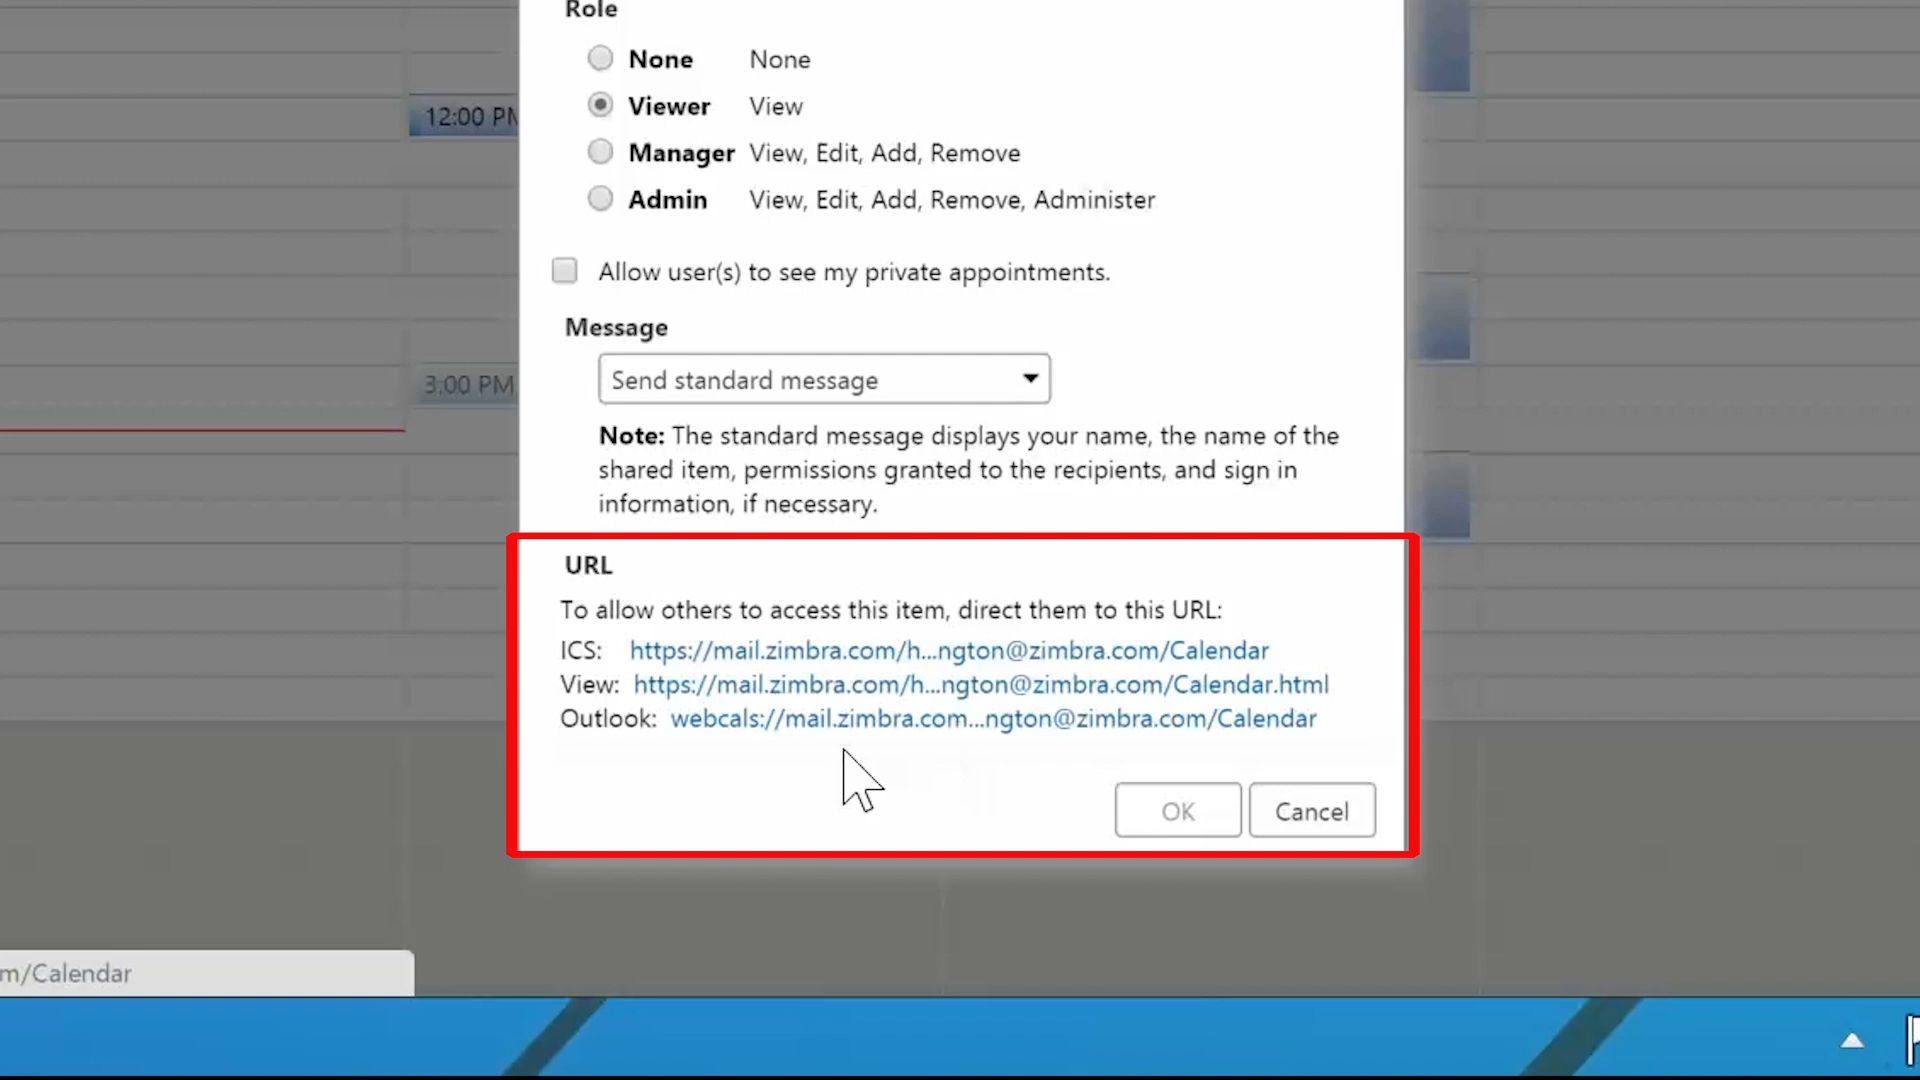 Role
None None
Viewer View
12:00 PM
Manager View, Edit, Add, Remove
Admin View, Edit, Add, Remove, Administer
Allow user(s) to see my private appointments.
Message
Send standard message
3:00 PM
Note: The standard message displays your name, the name of the
shared item, permissions granted to the recipients, and sign in
information, if necessary.
URL
To allow others to access this item, direct them to this URL:
ICS: https://mail.zimbra.com/h...ngton@zimbra.com/Calendar
View: https://mail.zimbra.com/h...ngton@zimbra.com/Calendar.html
Outlook: webcals://mail.zimbra.com...ngton@zimbra.com/Calendar
OK Cancel
m/Calendar